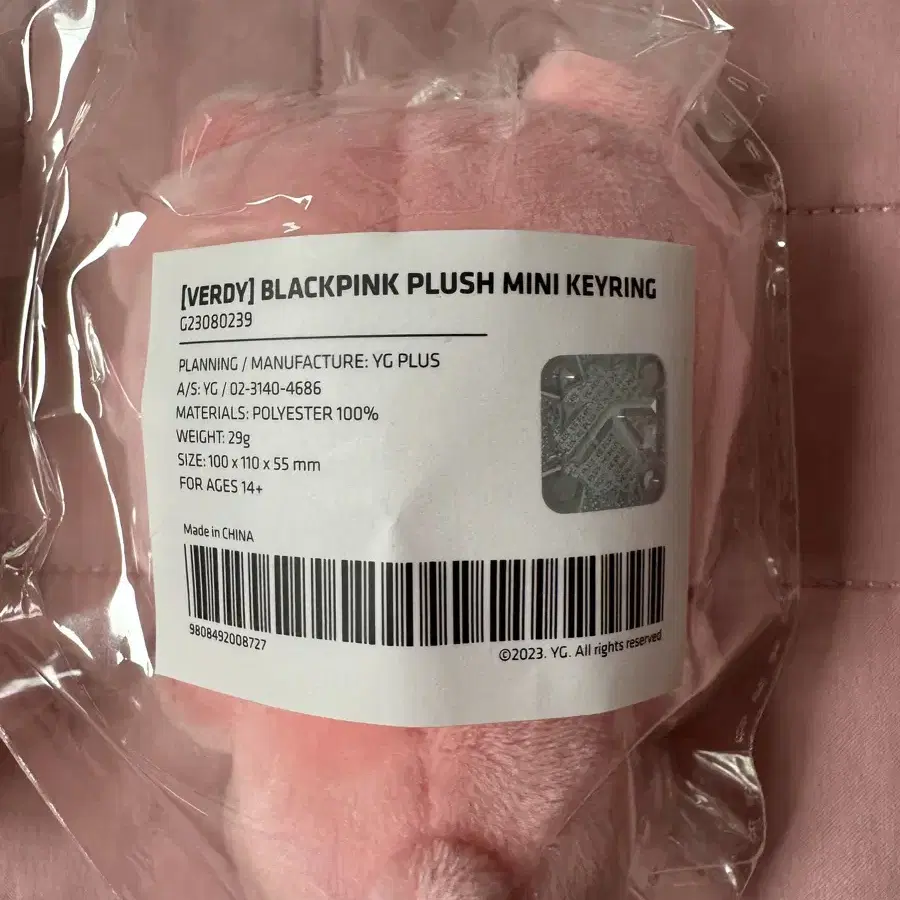 [VERDY] BLACKPINK PLUSH MINI KEYRING
G23080239
PLANNING / MANUFACTURE: YG PLUS
A/S: YG / 02-3140-4686
MATERIALS: POLYESTER 100%
WEIGHT: 29g
SIZE: 100 x 110 x 55 mm
FOR AGES 14+
Made in CHINA
9808492008727
©2023. YG. All rights reserved.